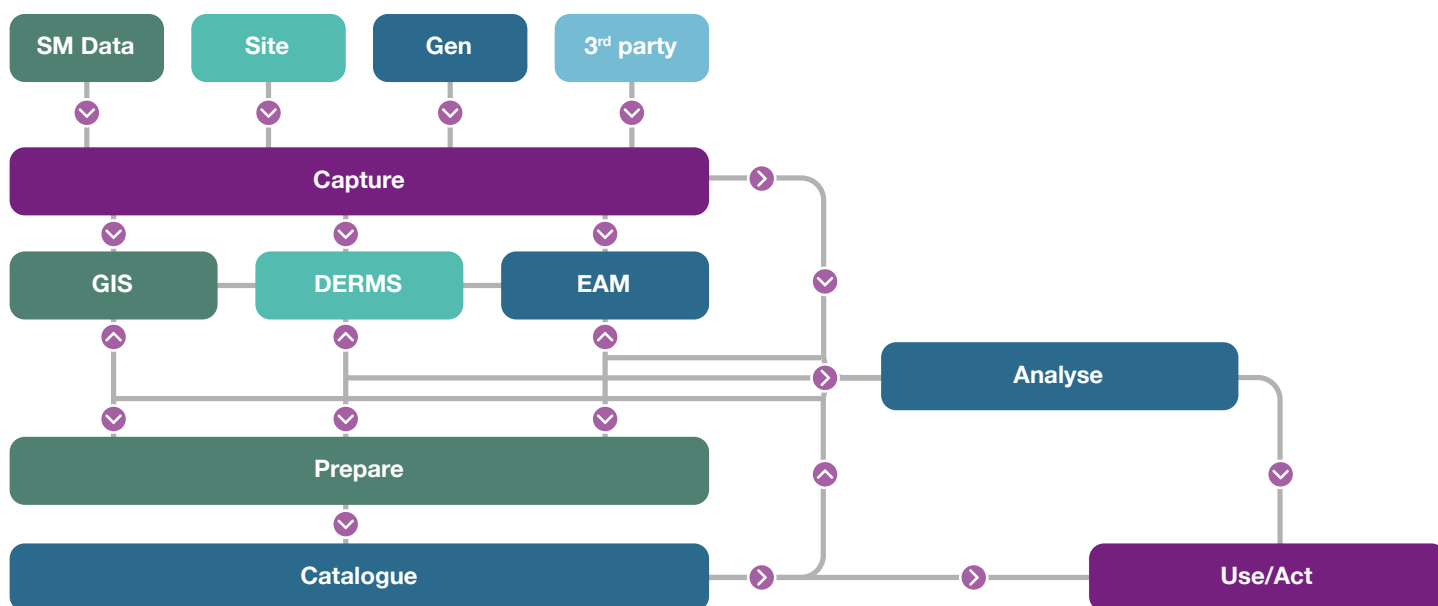 SM Data
Site
Gen
3rd party
Capture
GIS
DERMS
EAM
Analyse
Prepare
Catalogue
Use/Act